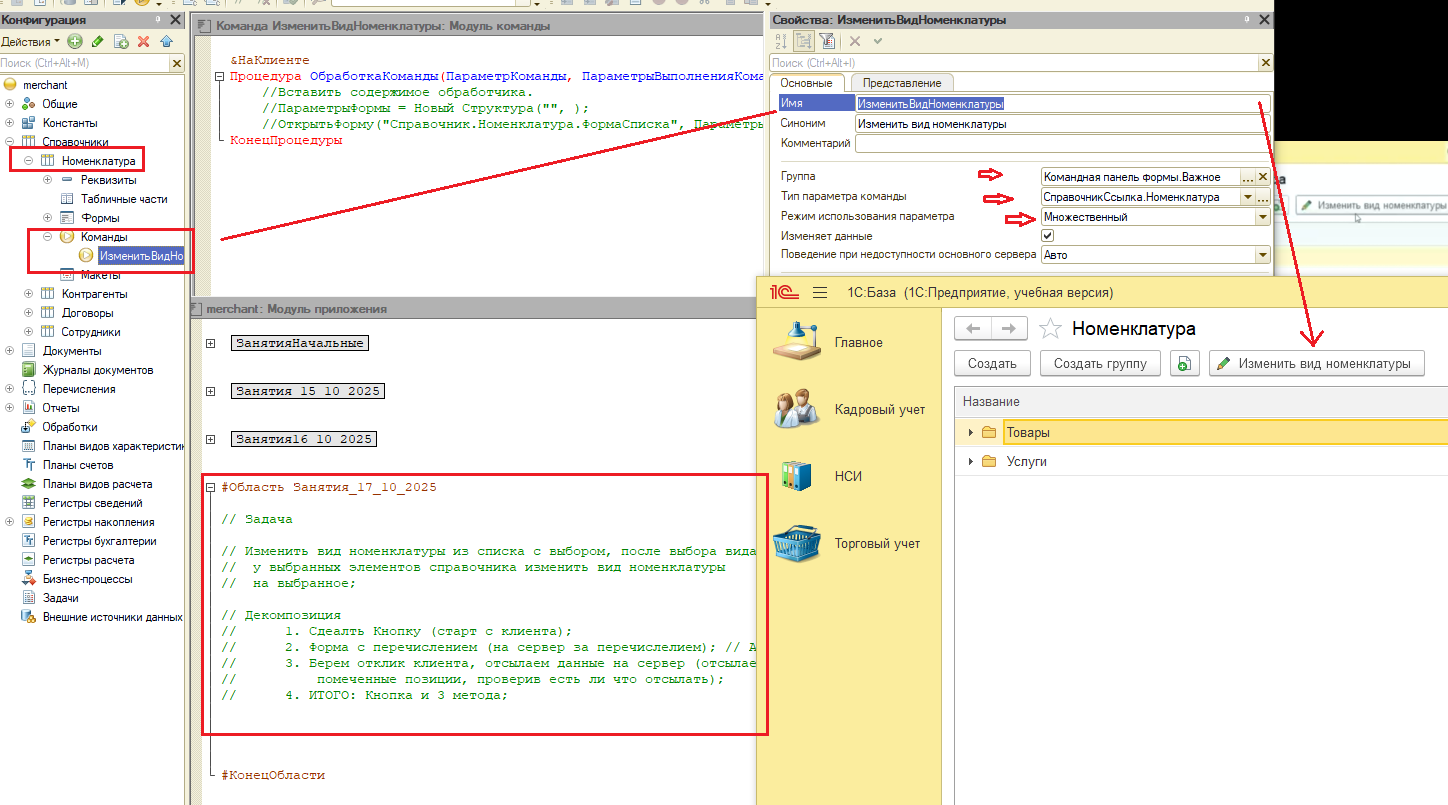 Конфигурация
Действия
Поиск (Ctrl+Alt+M)
merchant
Общие
Константы
Справочники
Номенклатура
Реквизиты
Табличные части
Формы
Команды
ИзменитьВидНо
Макеты
Контрагенты
Договоры
Сотрудники
Документы
Журналы документов
Перечисления
Отчеты
Обработки
Планы видов характеристик
Планы счетов
Планы видов расчета
Регистры сведений
Регистры накопления
Регистры бухгалтерии
Регистры расчета
Бизнес-процессы
Задачи
Внешние источники данных
Команда ИзменитьВидНоменклатуры: Модуль команды
&НаКлиенте
Процедура ОбработкаКоманды(ПараметрКоманды, ПараметрыВыполненияКома
//Вставить содержимое обработчика.
//ПараметрыФормы = Новый Структура("", );
//ОткрытьФорму("Справочник.Номенклатура.ФормаСписка", Параметры
КонецПроцедуры
merchant: Модуль приложения
ЗанятияНачальные
Занятия 15 10 2025
Занятия16 10 2025
#Область Занятия_17_10_2025
// Задача
// Изменить вид номенклатуры из списка с выбором, после выбора вида
// у выбранных элементов справочника изменить вид номенклатуры
// на выбранное;
// Декомпозиция
// 1. Сдеалть Кнопку (старт с клиента);
// 2. Форма с перечислением (на сервер за перечислелием); // А
// 3. Берем отклик клиента, отсылаем данные на сервер (отсылае
// помеченные позиции, проверив есть ли что отсылать);
// 4. ИТОГО: Кнопка и 3 метода;
#КонецОбласти
Свойства: ИзменитьВидНоменклатуры
Поиск (Ctrl+Alt+I)
Основные
Представление
Имя
ИзменитьВидНоменклатуры
Синоним
Изменить вид номенклатуры
Комментарий
Группа
Командная панель формы.Важное
Тип параметра команды
СправочникСсылка.Номенклатура
Режим использования параметра
Множественный
Изменяет данные
Поведение при недоступности основного сервера
Авто
Изменить вид номенклатуры
1С:База (1С:Предприятие, учебная версия)
Главное
Кадровый учет
НСИ
Торговый учет
Номенклатура
Создать
Создать группу
Изменить вид номенклатуры
Название
Товары
Услуги